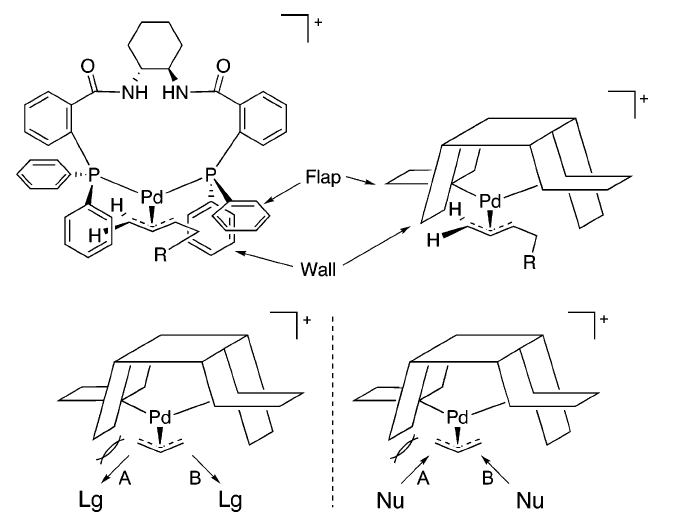 +
O O
NH HN
+
P P
Flap
Pd Pd
H H
H H
R R
Wall
+ +
Pd Pd
A B A B
Lg Lg Nu Nu